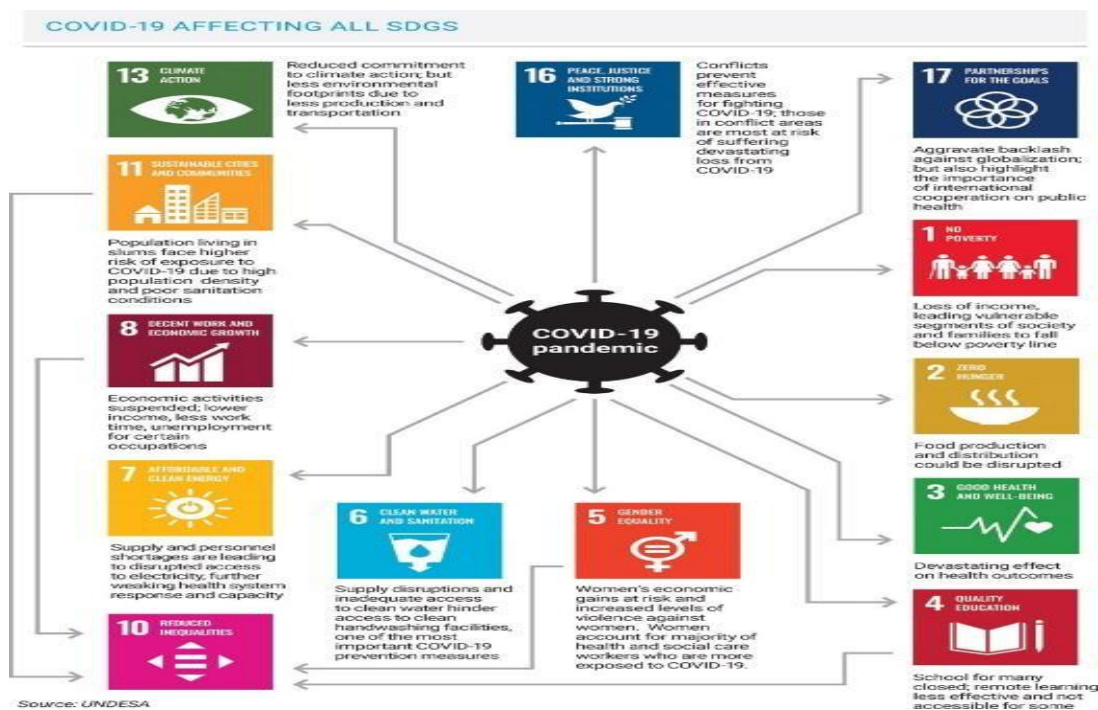 COVID-19 AFFECTING ALL SDGS
13 CLIMATE
ACTION
Reduced commitment
to climate action; but
less environmental
footprints due to
less production and
transportation
16 PEACE, JUSTICE
AND STRONG
INSTITUTIONS
Conflicts
prevent
effective
measures
for fighting
COVID-19; those
in conflict areas
are most at risk
of suffering
devastating
loss from
COVID-19
17 PARTNERSHIPS
FOR THE GOALS
Aggravate backlash
against globalization;
but also highlight
the importance
of international
cooperation on public
health
11 SUSTAINABLE CITIES
AND COMMUNITIES
Population living in
slums face higher
risk of exposure to
COVID-19 due to high
population density
and poor sanitation
conditions
1 NO
POVERTY
Loss of income,
leading vulnerable
segments of society
and families to fall
below poverty line
COVID-19
pandemic
8 DECENT WORK AND
ECONOMIC GROWTH
Economic activities
suspended; lower
income, less work
time, unemployment
for certain
occupations
2 ZERO
HUNGER
Food production
and distribution
could be disrupted
7 AFFORDABLE AND
CLEAN ENERGY
Supply and personnel
shortages are leading
to disrupted access
to electricity, further
weaking health system
response and capacity
6 CLEAN WATER
AND SANITATION
Supply disruptions and
inadequate access
to clean water hinder
access to clean
handwashing facilities,
one of the most
important COVID-19
prevention measures
5 GENDER
EQUALITY
Women's economic
gains at risk and
increased levels of
violence against
women. Women
account for majority of
health and social care
workers who are more
exposed to COVID-19.
3 GOOD HEALTH
AND WELL-BEING
Devastating effect
on health outcomes
4 QUALITY
EDUCATION
School for many
closed; remote learning
less effective and not
accessible for some
10 REDUCED
INEQUALITIES
Source: UNDESA